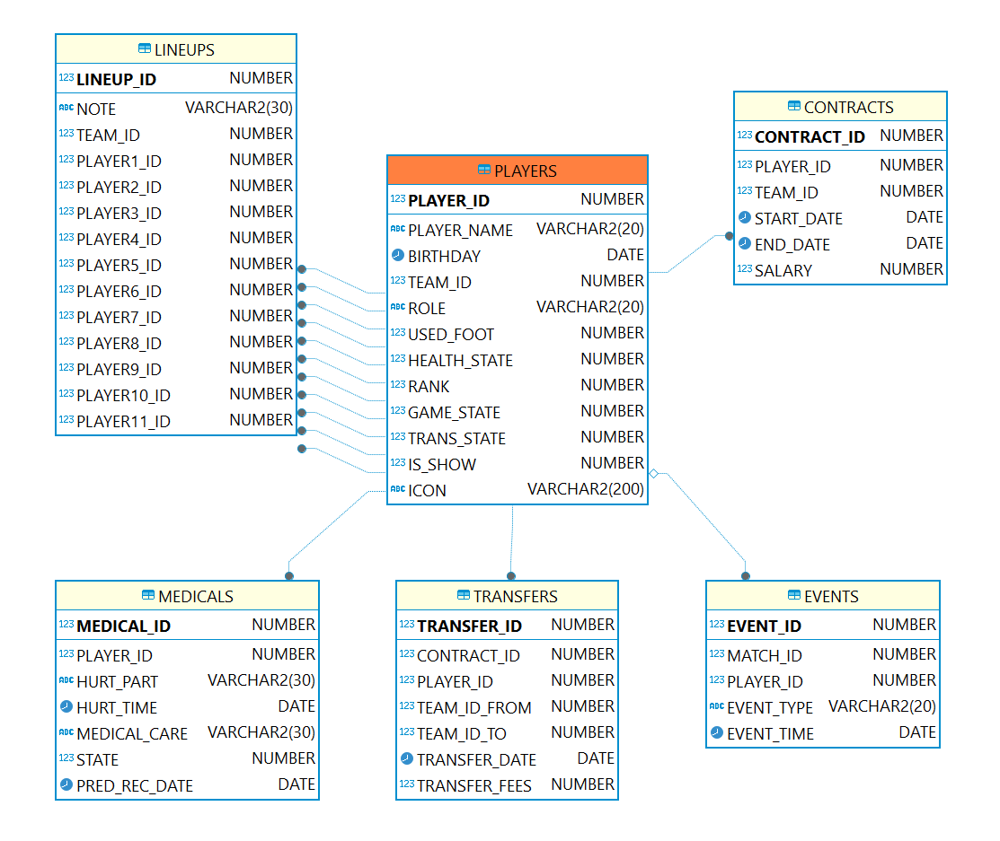 LINEUPS
123 LINEUP_ID NUMBER
ABC NOTE VARCHAR2(30)
123 TEAM_ID NUMBER
123 PLAYER1_ID NUMBER
123 PLAYER2_ID NUMBER
123 PLAYER3_ID NUMBER
123 PLAYER4_ID NUMBER
123 PLAYER5_ID NUMBER
123 PLAYER6_ID NUMBER
123 PLAYER7_ID NUMBER
123 PLAYER8_ID NUMBER
123 PLAYER9_ID NUMBER
123 PLAYER10_ID NUMBER
123 PLAYER11_ID NUMBER
PLAYERS
123 PLAYER_ID NUMBER
ABC PLAYER_NAME VARCHAR2(20)
BIRTHDAY DATE
123 TEAM_ID NUMBER
ABC ROLE VARCHAR2(20)
123 USED_FOOT NUMBER
123 HEALTH_STATE NUMBER
123 RANK NUMBER
123 GAME_STATE NUMBER
123 TRANS_STATE NUMBER
123 IS_SHOW NUMBER
ABC ICON VARCHAR2(200)
CONTRACTS
123 CONTRACT_ID NUMBER
123 PLAYER_ID NUMBER
123 TEAM_ID NUMBER
START_DATE DATE
END_DATE DATE
123 SALARY NUMBER
MEDICALS
123 MEDICAL_ID NUMBER
123 PLAYER_ID NUMBER
ABC HURT_PART VARCHAR2(30)
HURT_TIME DATE
ABC MEDICAL_CARE VARCHAR2(30)
123 STATE NUMBER
PRED_REC_DATE DATE
TRANSFERS
123 TRANSFER_ID NUMBER
123 CONTRACT_ID NUMBER
123 PLAYER_ID NUMBER
123 TEAM_ID_FROM NUMBER
123 TEAM_ID_TO NUMBER
TRANSFER_DATE DATE
123 TRANSFER_FEES NUMBER
EVENTS
123 EVENT_ID NUMBER
123 MATCH_ID NUMBER
123 PLAYER_ID NUMBER
ABC EVENT_TYPE VARCHAR2(20)
EVENT_TIME DATE